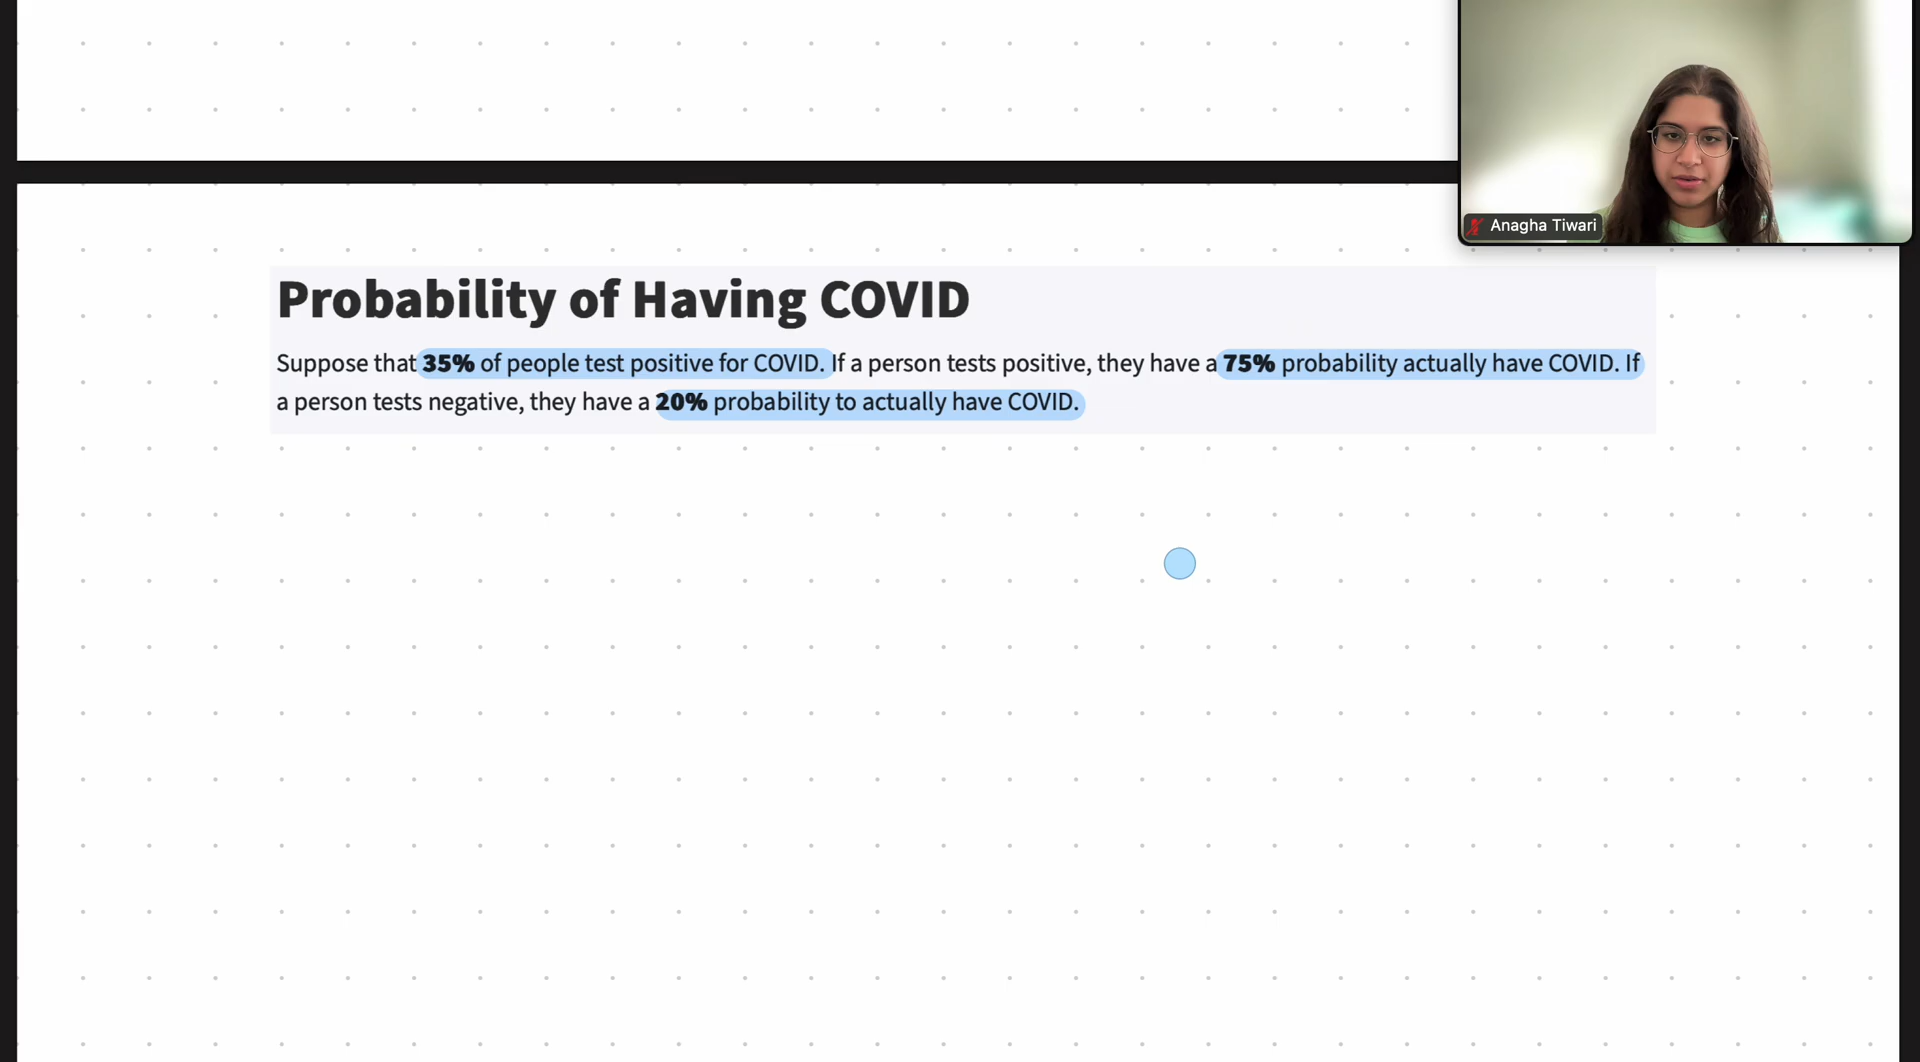 Anagha Tiwari
Probability of Having COVID
Suppose that 35% of people test positive for COVID. If a person tests positive, they have a 75% probability actually have COVID. If
a person tests negative, they have a 20% probability to actually have COVID.